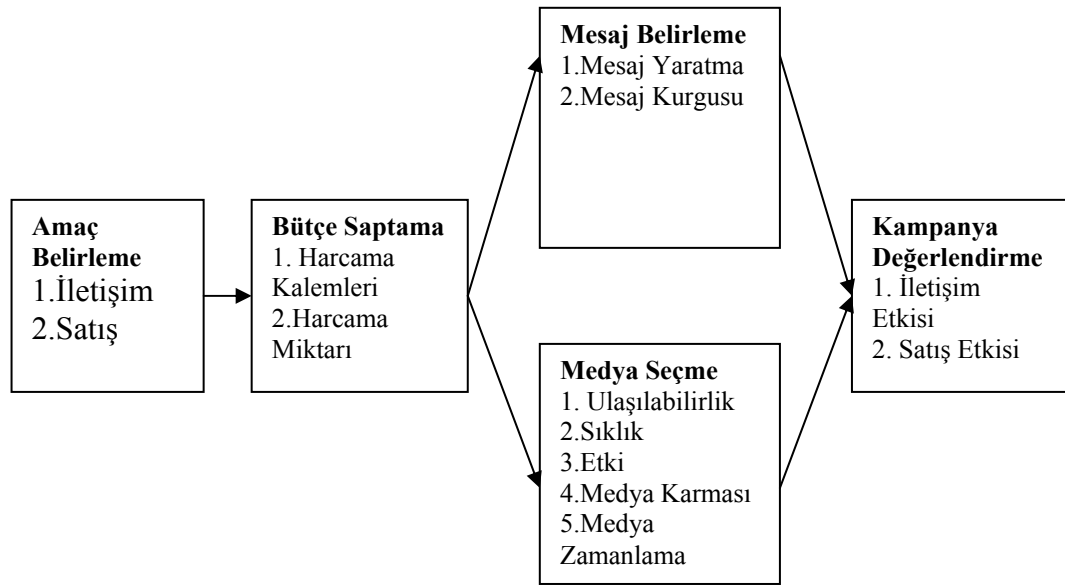 Amaç
Belirleme
1.İletişim
2.Satış
Bütçe Saptama
1. Harcama
Kalemleri
2.Harcama
Miktarı
Mesaj Belirleme
1.Mesaj Yaratma
2.Mesaj Kurgusu
Medya Seçme
1. Ulaşılabilirlik
2.Sıklık
3.Etki
4.Medya Karması
5.Medya
Zamanlama
Kampanya
Değerlendirme
1. İletişim
Etkisi
2. Satış Etkisi